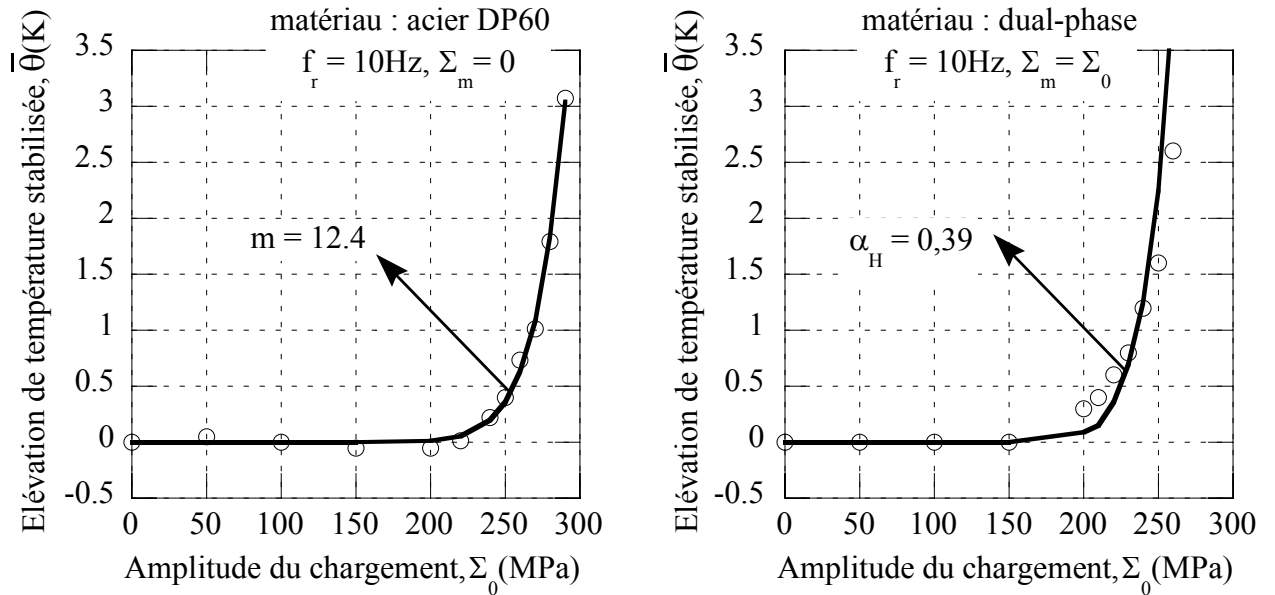 matériau : acier DP60
f_r = 10Hz, Σ_m = 0
Elévation de température stabilisée, θ̅(K)
3.5
3
2.5
2
1.5
1
0.5
0
-0.5
m = 12.4
0 50 100 150 200 250 300
Amplitude du chargement, Σ_0(MPa)
matériau : dual-phase
f_r = 10Hz, Σ_m = Σ_0
Elévation de température stabilisée, θ̅(K)
3.5
3
2.5
2
1.5
1
0.5
0
-0.5
α_H = 0,39
0 50 100 150 200 250 300
Amplitude du chargement, Σ_0(MPa)